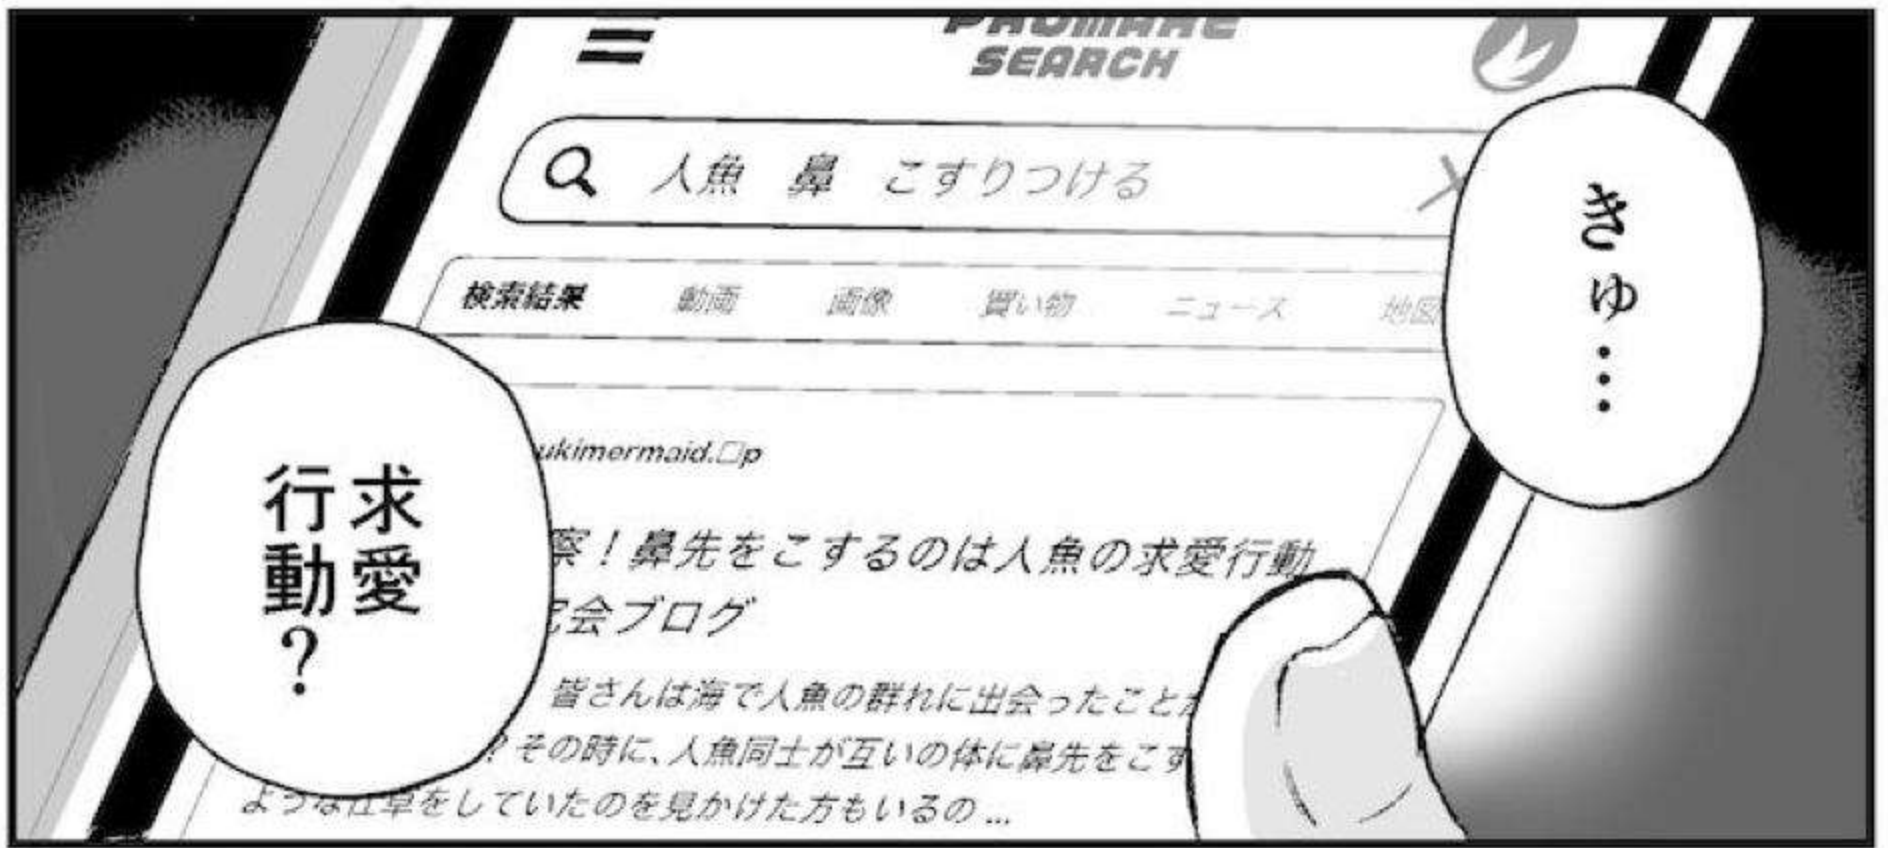 PROMARE
SEARCH
人魚 鼻 こすりつける
検索結果 動画 画像 買い物 ニュース 地図
きゅ…
ukimermaid.□p
求愛
行動?
察!鼻先をこするのは人魚の求愛行動
会ブログ
皆さんは海で人魚の群れに出会ったことが
?その時に、人魚同士が互いの体に鼻先をこす
ような仕草をしていたのを見かけた方もいるの...